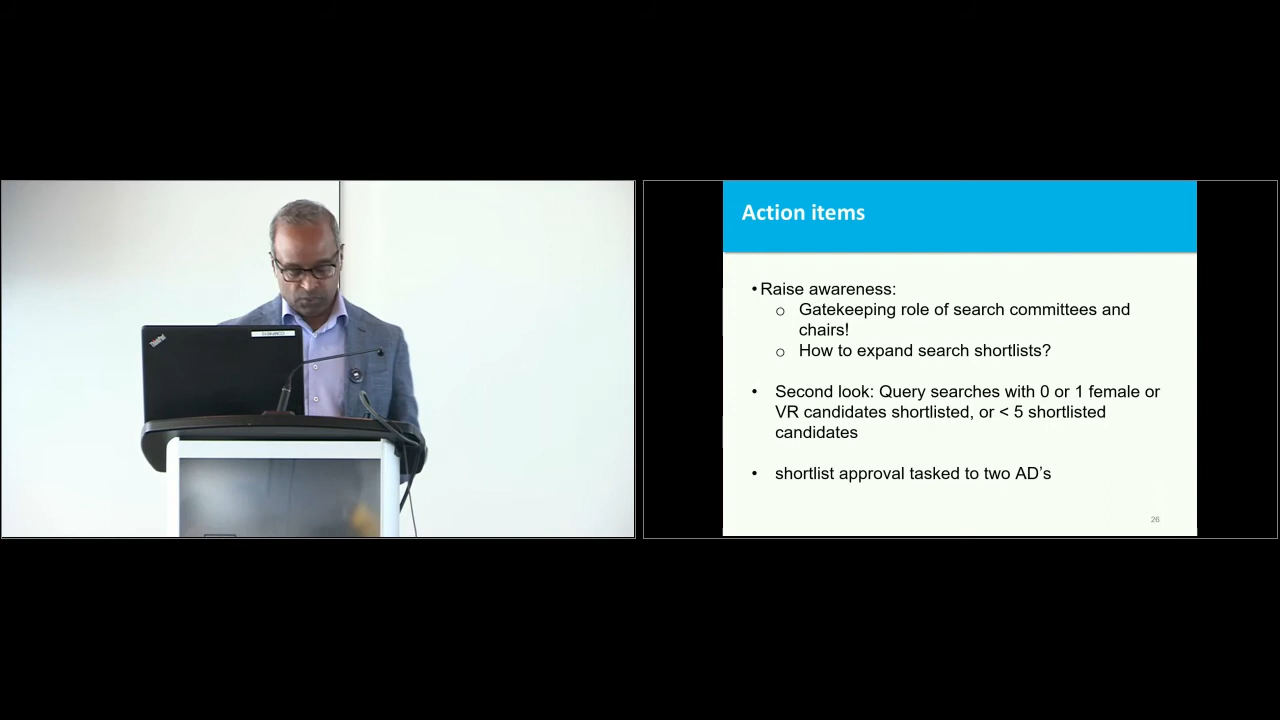 Action items
• Raise awareness:
o Gatekeeping role of search committees and
chairs!
o How to expand search shortlists?
• Second look: Query searches with 0 or 1 female or
VR candidates shortlisted, or < 5 shortlisted
candidates
• shortlist approval tasked to two AD’s
26
ThinkPad